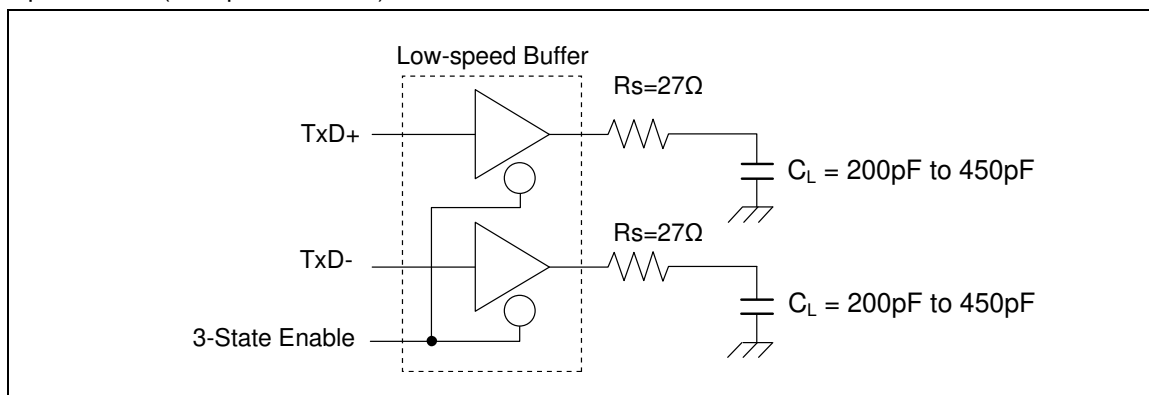 Low-speed Buffer
Rs=27Ω
TxD+
C_L = 200pF to 450pF
Rs=27Ω
TxD-
C_L = 200pF to 450pF
3-State Enable